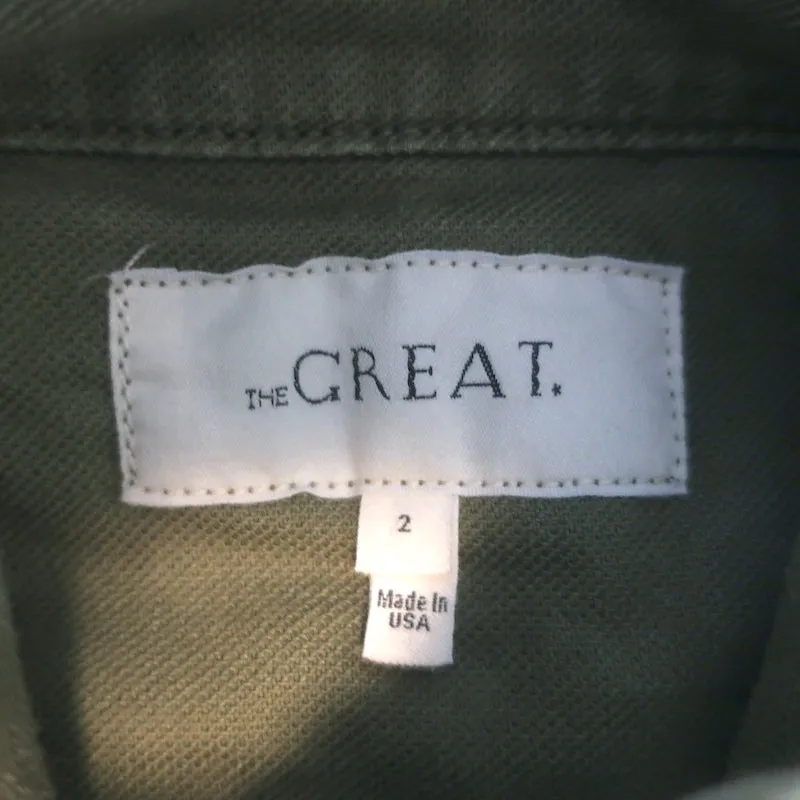 THE GREAT.*
2
Made In
USA